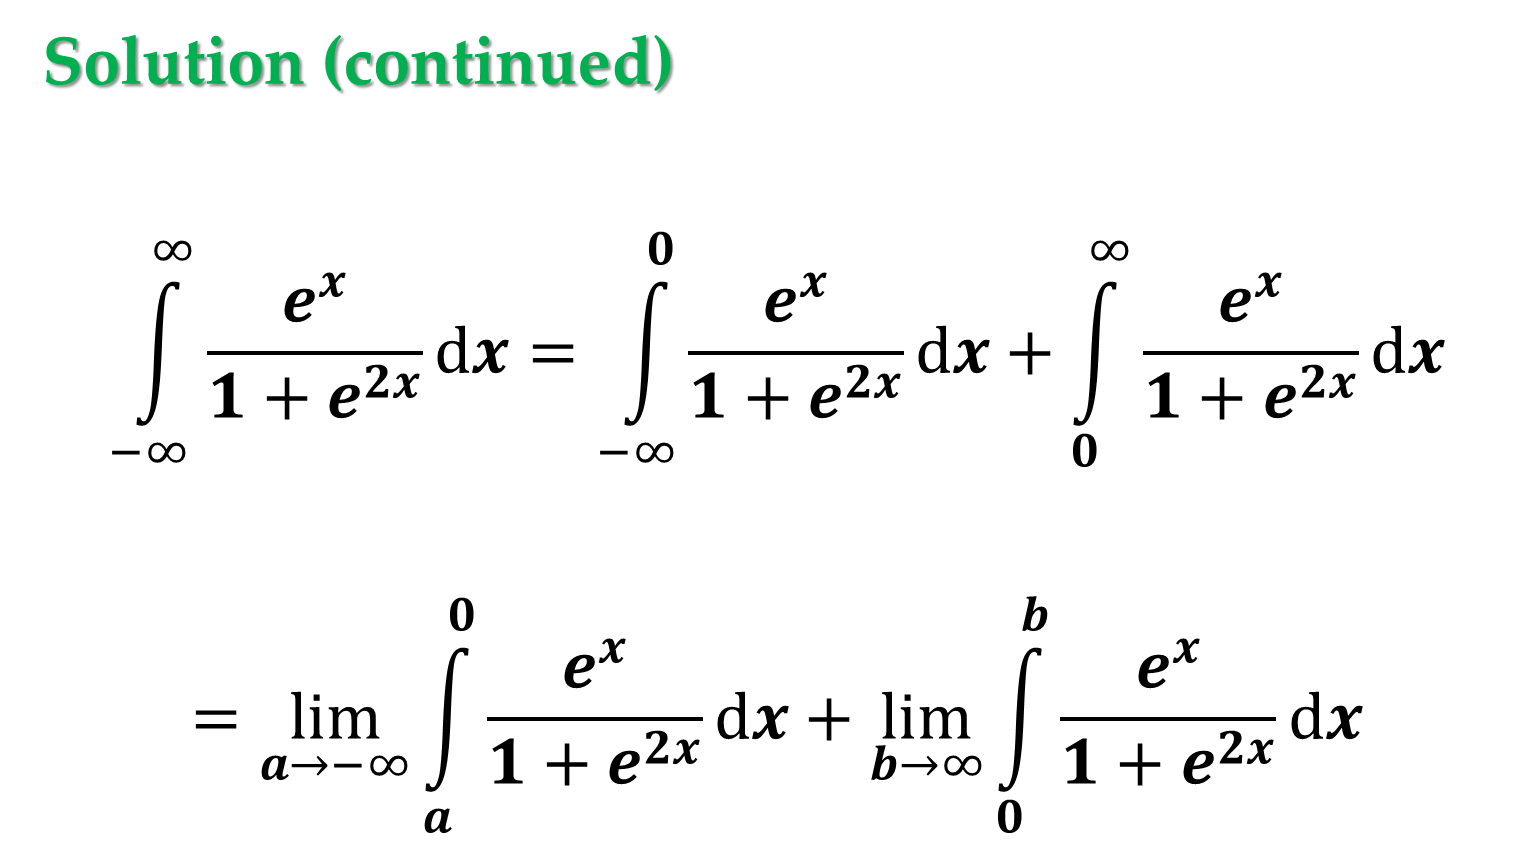 Solution (continued)
∫_{−∞}^{∞} e^x/(1 + e^{2x}) dx = ∫_{−∞}^{0} e^x/(1 + e^{2x}) dx + ∫_{0}^{∞} e^x/(1 + e^{2x}) dx
= lim_{a→−∞} ∫_{a}^{0} e^x/(1 + e^{2x}) dx + lim_{b→∞} ∫_{0}^{b} e^x/(1 + e^{2x}) dx